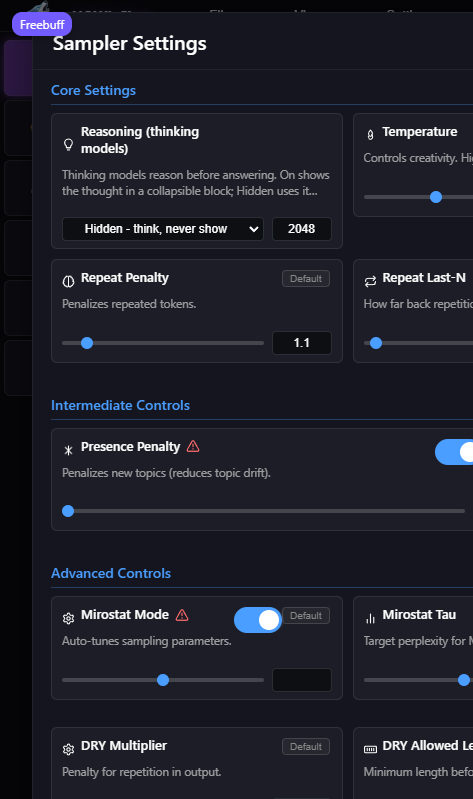 Freebuff
Sampler Settings
Core Settings
Reasoning (thinking
models)
Thinking models reason before answering. On shows
the thought in a collapsible block; Hidden uses it...
Hidden - think, never show
2048
Temperature
Controls creativity. Hi
Repeat Penalty
Default
Penalizes repeated tokens.
1.1
Repeat Last-N
How far back repetitio
Intermediate Controls
Presence Penalty
Penalizes new topics (reduces topic drift).
Advanced Controls
Mirostat Mode
Default
Auto-tunes sampling parameters.
Mirostat Tau
Target perplexity for M
DRY Multiplier
Default
Penalty for repetition in output.
DRY Allowed Le
Minimum length befo